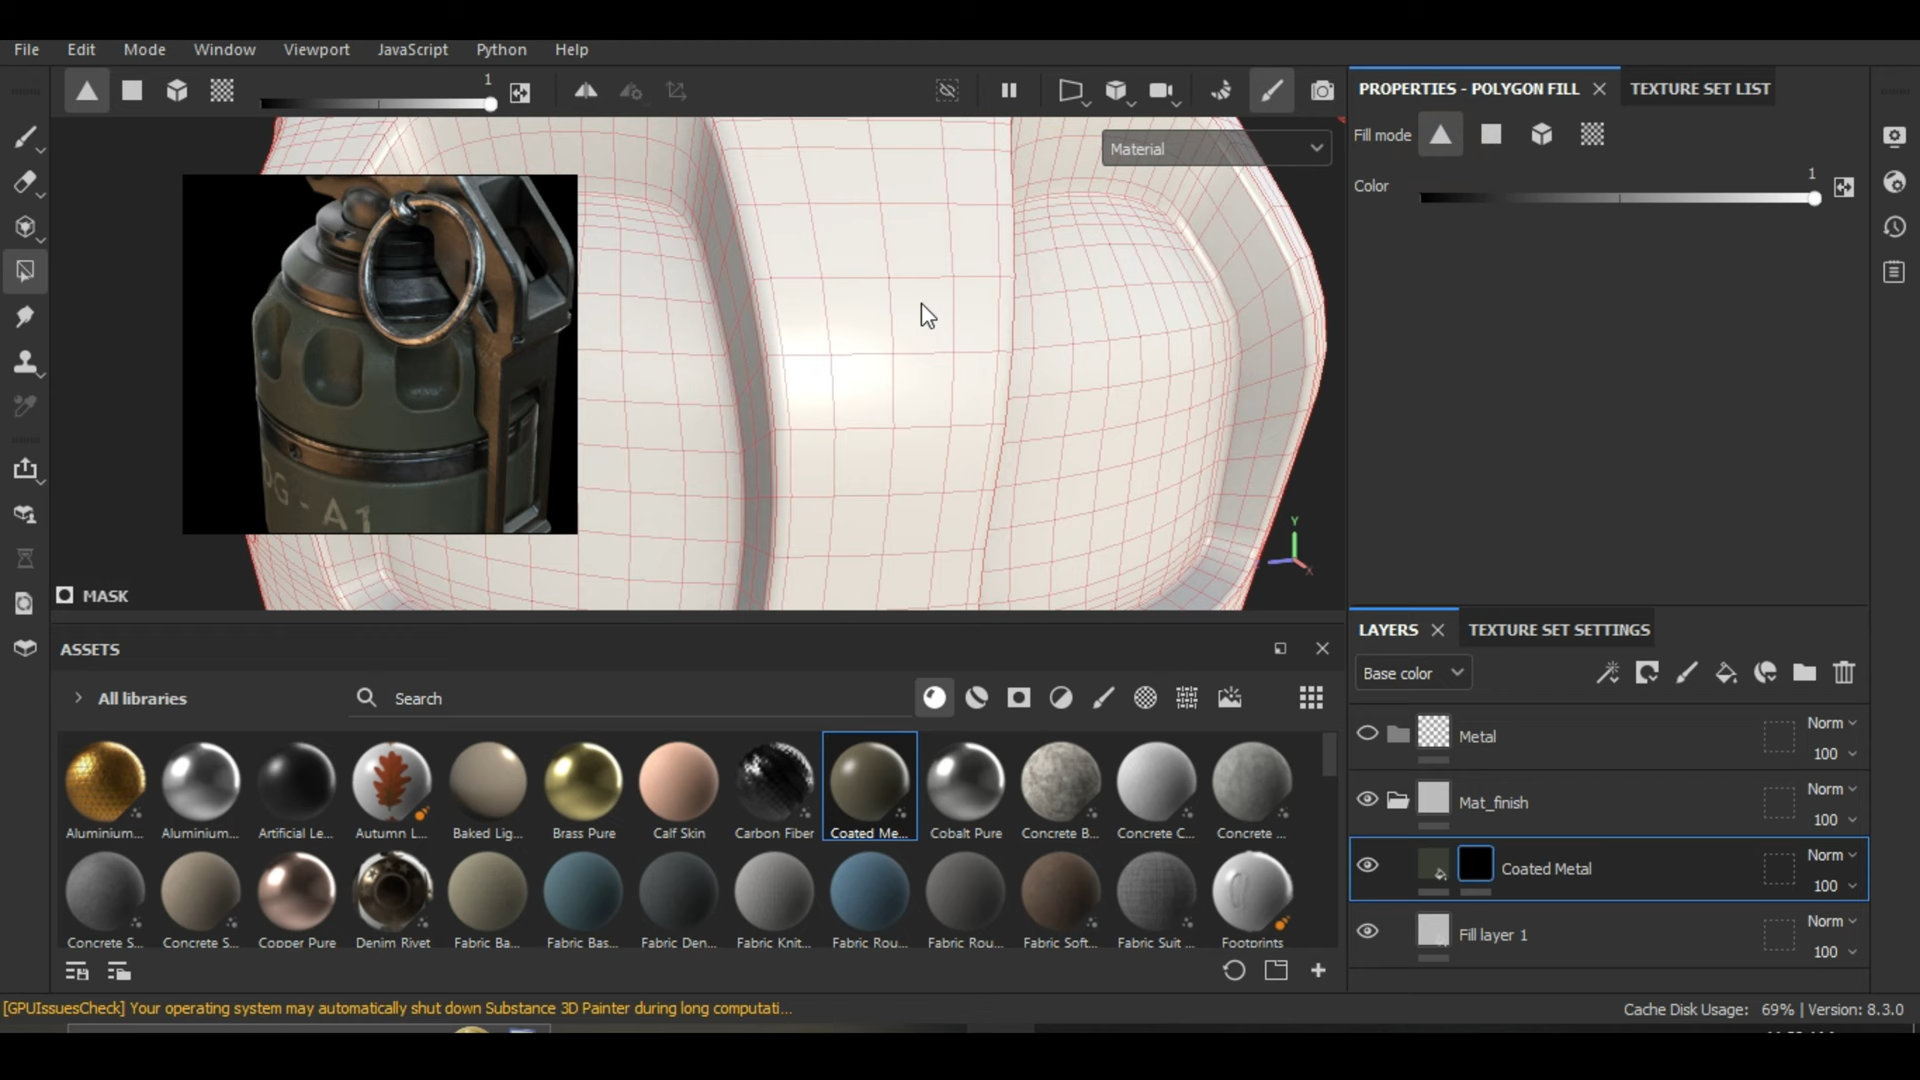 File Edit Mode Window Viewport JavaScript Python Help
1
PROPERTIES - POLYGON FILL
TEXTURE SET LIST
Material
Fill mode
Color
1
OG - A1
Y
X
MASK
ASSETS
All libraries
Search
Aluminium... Aluminium... Artificial Le... Autumn L... Baked Lig... Brass Pure Calf Skin Carbon Fiber Coated Me... Cobalt Pure Concrete B... Concrete C... Concrete ...
Concrete S... Concrete S... Copper Pure Denim Rivet Fabric Ba... Fabric Bas... Fabric Den... Fabric Knit... Fabric Rou... Fabric Rou... Fabric Soft... Fabric Suit ... Footprints
LAYERS
TEXTURE SET SETTINGS
Base color
Metal
Norm
100
Mat_finish
Norm
100
Coated Metal
Norm
100
Fill layer 1
Norm
100
[GPUIssuesCheck] Your operating system may automatically shut down Substance 3D Painter during long computati...
Cache Disk Usage: 69% | Version: 8.3.0